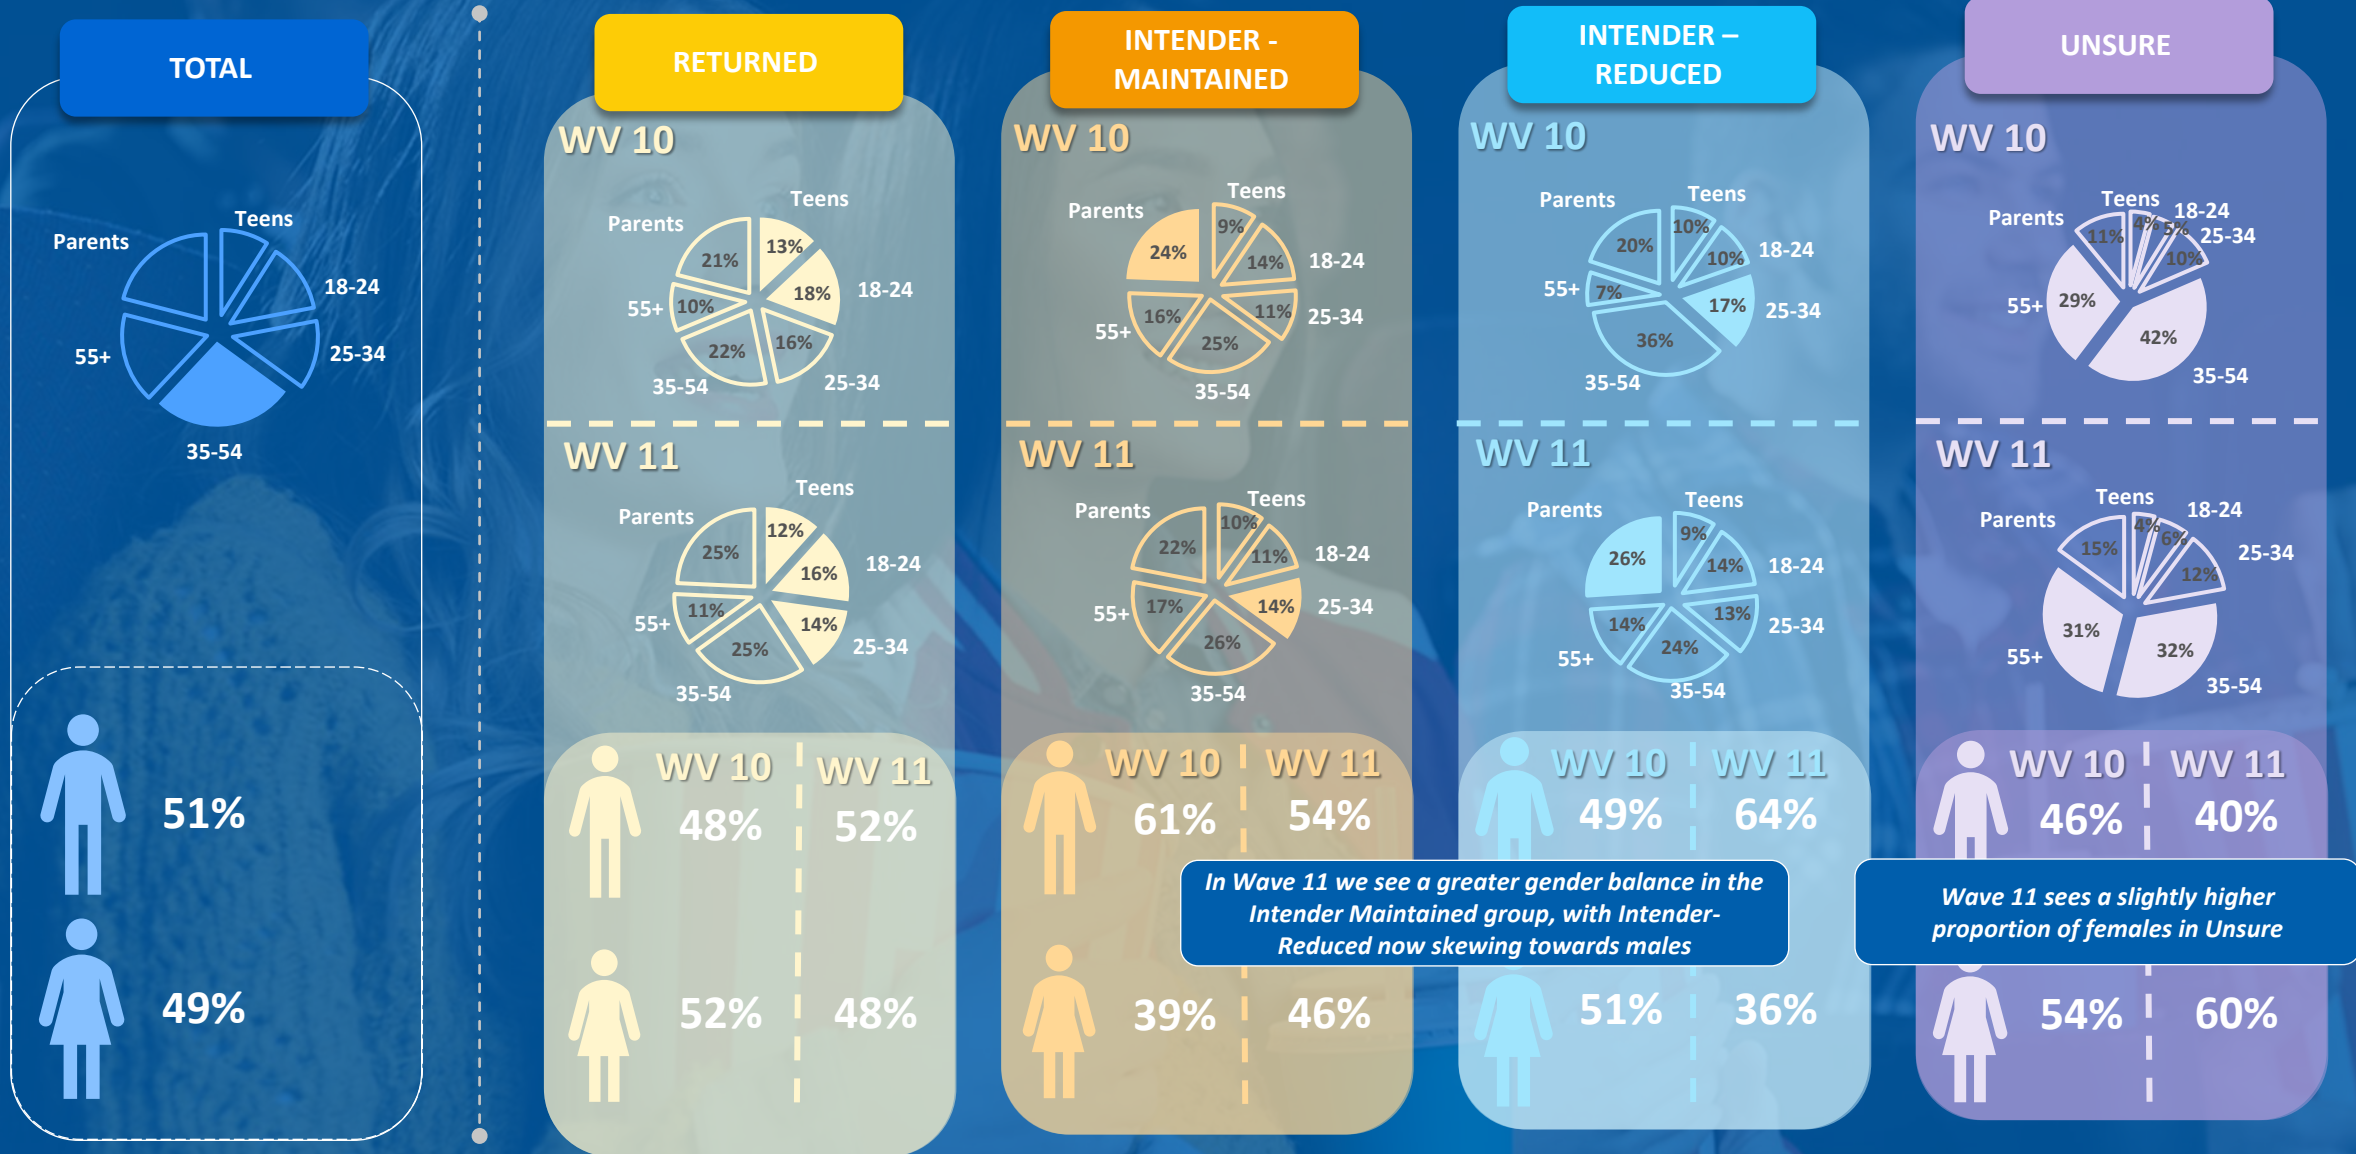 TOTAL
Teens
Parents
18-24
25-34
55+
35-54
51%
49%
RETURNED
WV 10
Teens
Parents
13%
21%
18%
18-24
55+
10%
16%
22%
35-54
25-34
WV 11
Teens
Parents
12%
25%
18-24
16%
11%
55+
14%
25-34
25%
35-54
WV 10
WV 11
48%
52%
52%
48%
INTENDER -
MAINTAINED
WV 10
Teens
Parents
9%
24%
14%
18-24
16%
11%
25-34
55+
25%
35-54
WV 11
Teens
Parents
10%
22%
11%
18-24
17%
14%
25-34
55+
26%
35-54
WV 10
WV 11
61%
54%
39%
46%
INTENDER –
REDUCED
WV 10
Teens
Parents
10%
20%
10%
18-24
55+
7%
17%
25-34
36%
35-54
WV 11
Teens
Parents
9%
26%
14%
18-24
14%
13%
25-34
24%
55+
35-54
WV 10
WV 11
49%
64%
In Wave 11 we see a greater gender balance in the
Intender Maintained group, with Intender-
Reduced now skewing towards males
51%
36%
UNSURE
WV 10
Teens
Parents
18-24
4%
5%
11%
25-34
10%
29%
55+
42%
35-54
WV 11
Teens
Parents
18-24
4%
6%
15%
25-34
12%
31%
32%
55+
35-54
WV 10
WV 11
46%
40%
Wave 11 sees a slightly higher
proportion of females in Unsure
54%
60%